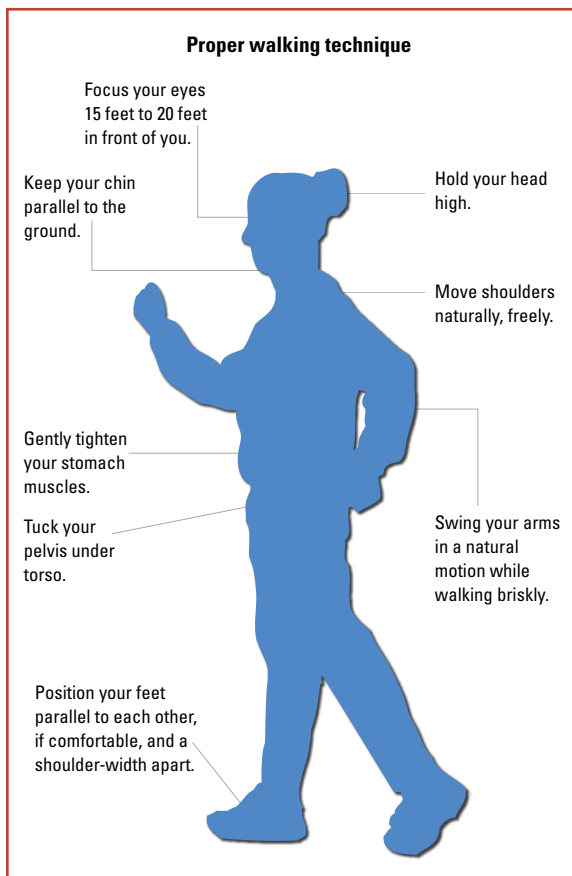 Proper walking technique
Focus your eyes
15 feet to 20 feet
in front of you.
Keep your chin
parallel to the
ground.
Hold your head
high.
Move shoulders
naturally, freely.
Gently tighten
your stomach
muscles.
Tuck your
pelvis under
torso.
Swing your arms
in a natural
motion while
walking briskly.
Position your feet
parallel to each other,
if comfortable, and a
shoulder-width apart.